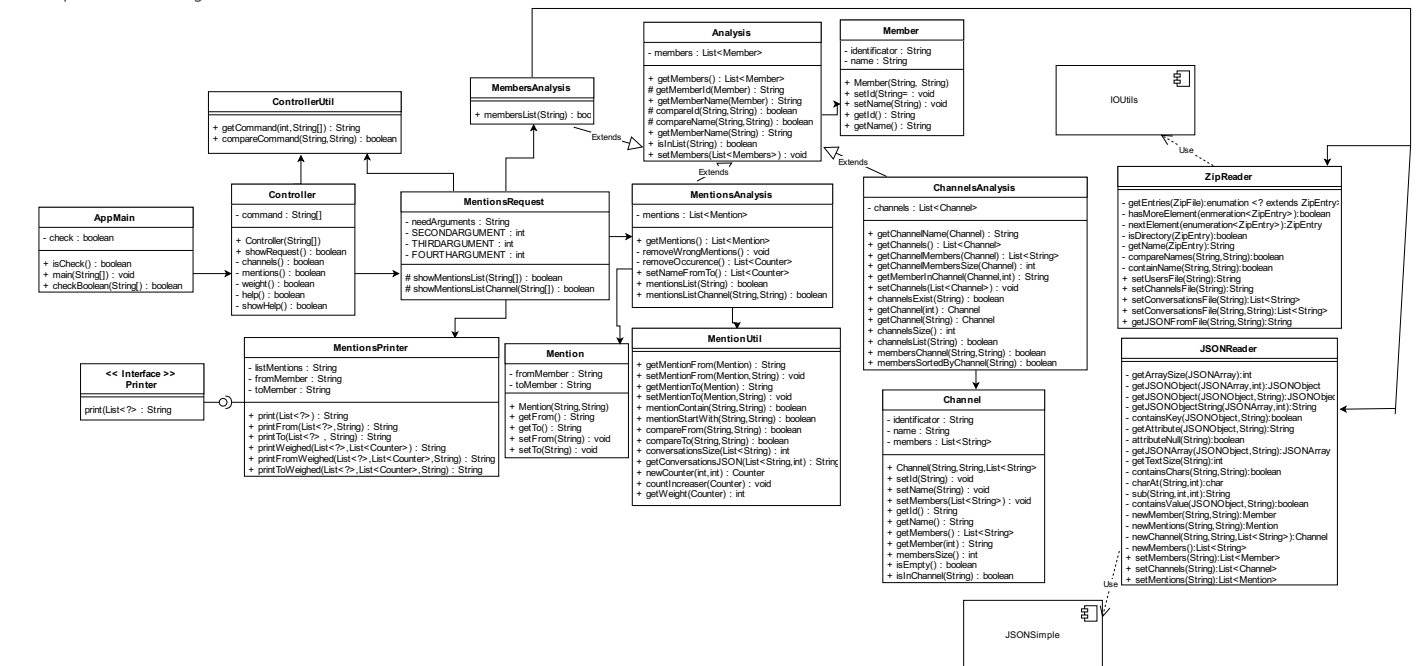 Analysis
- members : List<Member>
+ getMembers() : List<Member>
# getMemberId(Member) : String
+ getMemberName(Member) : String
# compareId(String,String) : boolean
# compareName(String,String) : boolean
+ getMemberName(String) : String
+ isInList(String) : boolean
+ setMembers(List<Members>) : void
Member
- identificator : String
- name : String
+ Member(String, String)
+ setId(String= : void
+ setName(String) : void
+ getId() : String
+ getName() : String
IOUtils
MembersAnalysis
+ membersList(String) : boo
ControllerUtil
+ getCommand(int,String[]) : String
+ compareCommand(String,String) : boolean
Extends
Extends
Extends
Use
AppMain
- check : boolean
+ isCheck() : boolean
+ main(String[]) : void
+ checkBoolean(String[) : boolean
Controller
- command : String[]
+ Controller(String[])
+ showRequest() : boolean
- channels() : boolean
- mentions() : boolean
- weight() : boolean
- help() : boolean
- showHelp() : boolean
MentionsRequest
- needArguments : String
- SECONDARGUMENT : int
- THIRDARGUMENT : int
- FOURTHARGUMENT : int
# showMentionsList(String[]) : boolean
# showMentionsListChannel(String[]) : boolean
MentionsAnalysis
- mentions : List<Mention>
+ getMentions() : List<Mention>
- removeWrongMentions() : void
- removeOccurence() : List<Counter>
+ setNameFromTo() : List<Counter>
+ mentionsList(String) : boolean
+ mentionsListChannel(String,String) : boolean
ChannelsAnalysis
- channels : List<Channel>
+ getChannelName(Channel) : String
+ getChannels() : List<Channel>
+ getChannelMembers(Channel) : List<String>
+ getChannelMembersSize(Channel) : int
+ getMemberInChannel(Channel,int) : String
+ setChannels(List<Channel>) : void
+ channelsExist(String) : boolean
+ getChannel(int) : Channel
+ getChannel(String) : Channel
+ channelsSize() : int
+ channelsList(String) : boolean
+ membersChannel(String,String) : boolean
+ membersSortedByChannel(String) : boolean
ZipReader
- getEntries(ZipFile):enumation <? extends ZipEntry>
- hasMoreElement(enmeration<ZipEntry>):boolean
- nextElement(enumeration<ZipEntry>):ZipEntry
- isDirectory(ZipEntry):boolean
- getName(ZipEntry):String
- compareNames(String,String):boolean
- containName(String,String):boolean
+ setUsersFile(String):String
+ setChannelsFile(String):String
+ setConversationsFile(String):List<String>
+ setConversationsFile(String,String):List<String>
+ getJSONFromFile(String,String):String
<< Interface >>
Printer
print(List<?> : String
MentionsPrinter
- listMentions : String
- fromMember : String
- toMember : String
+ print(List<?>) : String
+ printFrom(List<?>,String) : String
+ printTo(List<?> , String) : String
+ printWeighed(List<?>,List<Counter>) : String
+ printFromWeighed(List<?>,List<Counter>,String) : String
+ printToWeighed(List<?>,List<Counter>,String) : String
Mention
- fromMember : String
- toMember : String
+ Mention(String,String)
+ getFrom() : String
+ getTo() : String
+ setFrom(String) : void
+ setTo(String) : void
MentionUtil
+ getMentionFrom(Mention) : String
+ setMentionFrom(Mention,String) : void
+ getMentionTo(Mention) : String
+ setMentionTo(Mention,String) : void
+ mentionContain(String,String) : boolean
+ mentionStartWith(String,String) : boolean
+ compareFrom(String,String) : boolean
+ compareTo(String,String) : boolean
+ conversationsSize(List<String) : int
+ getConversationsJSON(List<String,int) : String
+ newCounter(int,int) : Counter
+ countIncreaser(Counter) : void
+ getWeight(Counter) : int
Channel
- identificator : String
- name : String
- members : List<String>
+ Channel(String,String,List<String>
+ setId(String) : void
+ setName(String) : void
+ setMembers(List<String>) : void
+ getId() : String
+ getName() : String
+ getMembers() : List<String>
+ getMember(int) : String
+ membersSize() : int
+ isEmpty() : boolean
+ isInChannel(String) : boolean
JSONReader
- getArraySize(JSONArray):int
- getJSONObject(JSONArray,int):JSONObject
- getJSONObject(JSONObject,String):JSONObjec
- getJSONObjectString(JSONArray,int):String
- containsKey(JSONObject,String):boolean
- getAttribute(JSONObject,String):String
- attributeNull(String):boolean
- getJSONArray(JSONObject,String):JSONArray
- getTextSize(String):int
- containsChars(String,String):boolean
- charAt(String,int):char
- sub(String,int,int):String
- containsValue(JSONObject,String):boolean
- newMember(String,String):Member
- newMentions(String,String):Mention
- newChannel(String,String,List<String>):Channel
- newMembers():List<String>
+ setMembers(String):List<Member>
+ setChannels(String):List<Channel>
+ setMentions(String):List<Mention>
Use
JSONSimple